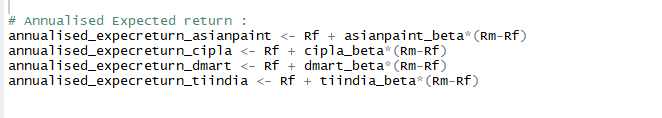 # Annualised Expected return :
annualised_expecreturn_asianpaint <- Rf + asianpaint_beta*(Rm-Rf)
annualised_expecreturn_cipla <- Rf + cipla_beta*(Rm-Rf)
annualised_expecreturn_dmart <- Rf + dmart_beta*(Rm-Rf)
annualised_expecreturn_tiindia <- Rf + tiindia_beta*(Rm-Rf)